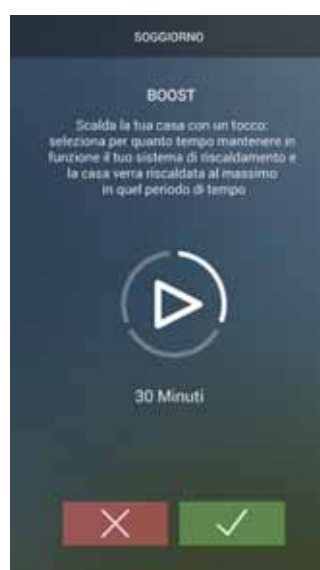 SOGGIORNO
BOOST
Scalda la tua casa con un tocco:
seleziona per quanto tempo mantenere in
funzione il tuo sistema di riscaldamento e
la casa verra riscaldata al massimo
in quel periodo di tempo
30 Minuti